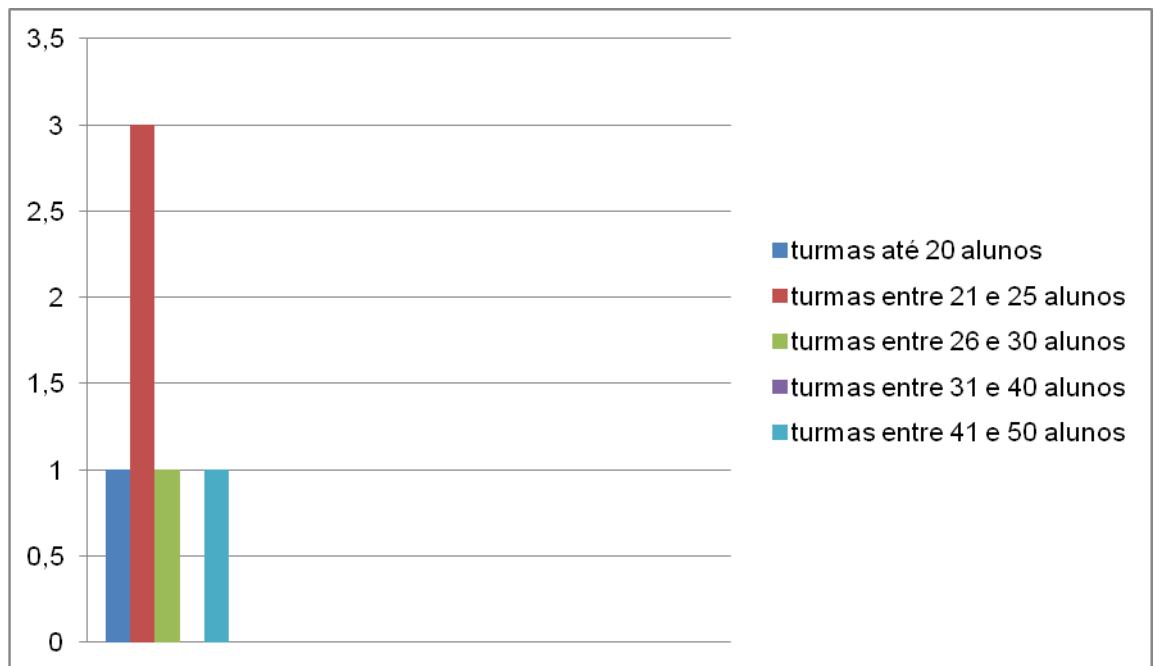 3,5
3
2,5
2
1,5
1
0,5
0
turmas até 20 alunos
turmas entre 21 e 25 alunos
turmas entre 26 e 30 alunos
turmas entre 31 e 40 alunos
turmas entre 41 e 50 alunos